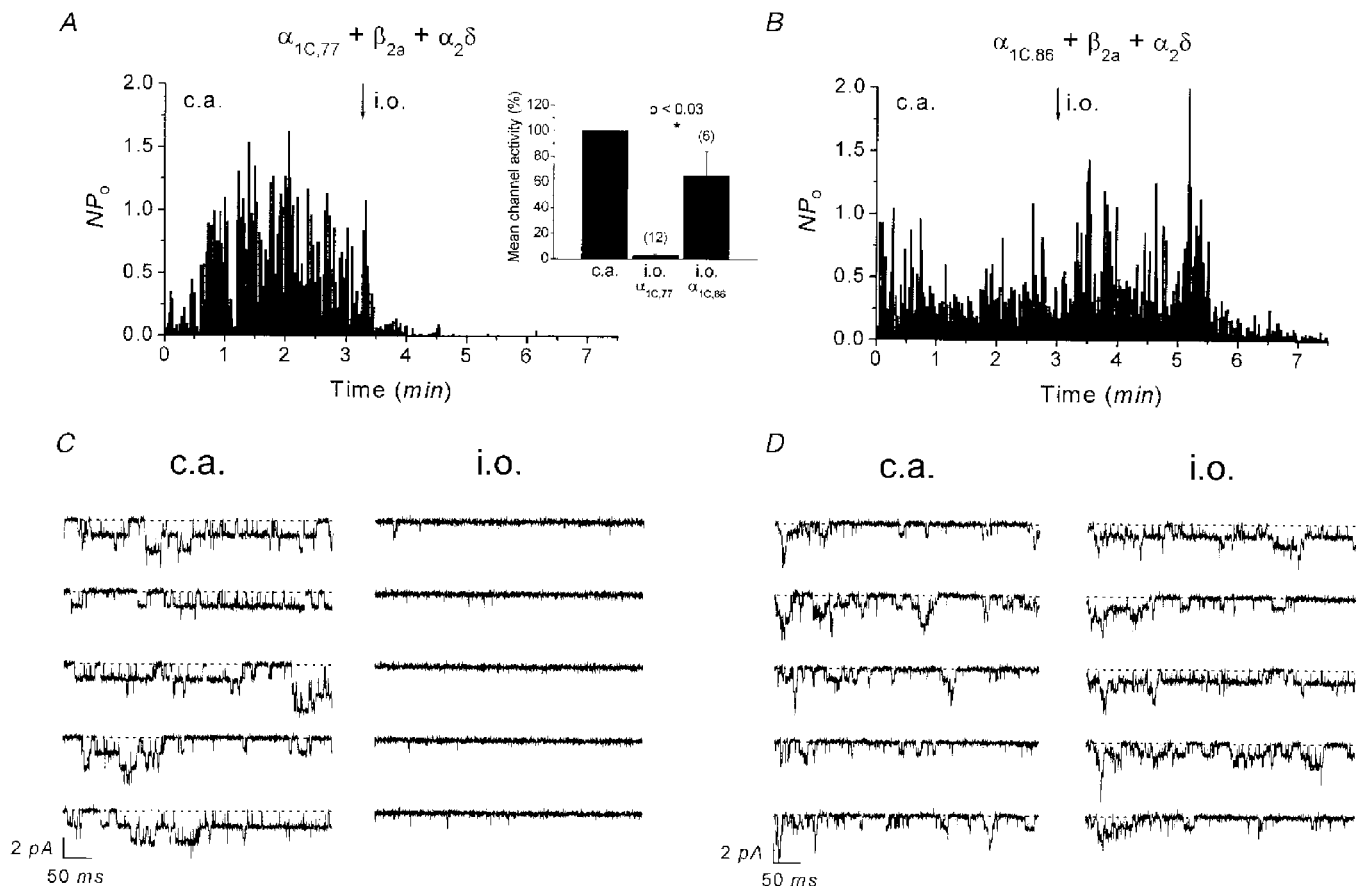 A
α1C,77 + β2a + α2δ
NPo
2.0
1.5
1.0
0.5
0.0
c.a.
i.o.
0 1 2 3 4 5 6 7
Time (min)
Mean channel activity (%)
120
100
80
60
40
20
0
p < 0.03
*
(6)
(12)
c.a. i.o. i.o.
α1C,77 α1C,86
B
α1C,86 + β2a + α2δ
NPo
2.0
1.5
1.0
0.5
0.0
c.a.
i.o.
0 1 2 3 4 5 6 7
Time (min)
C
c.a. i.o.
2 pA
50 ms
D
c.a. i.o.
2 pA
50 ms